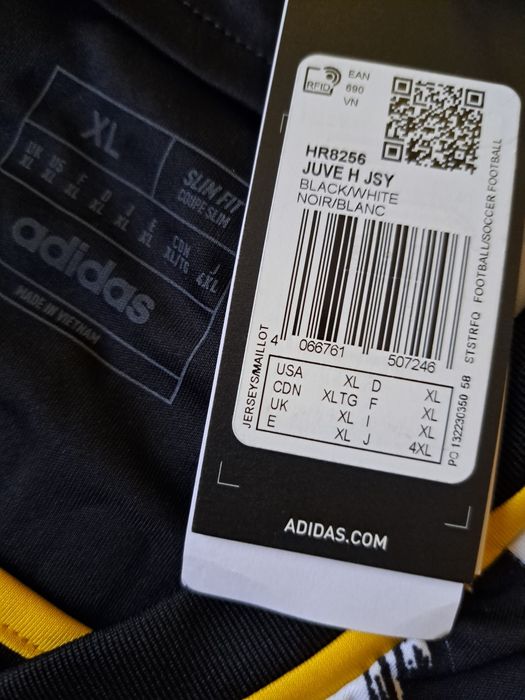 XL
SLIM FIT
COUPE SLIM
UK US
XL XL XL XL XL
CDN J
XL/TG 4XL
adidas
MADE IN VIETNAM
RFID
EAN
690
VN
HR8256
JUVE H JSY
BLACK/WHITE
NOIR/BLANC
4 066761 507246
USA XL D XL
CDN XLTG F XL
UK XL I XL
E XL J 4XL
JERSEYS/MAILLOT
PO 132230350 58 STSTRFQ FOOTBALL/SOCCER FOOTBALL
ADIDAS.COM